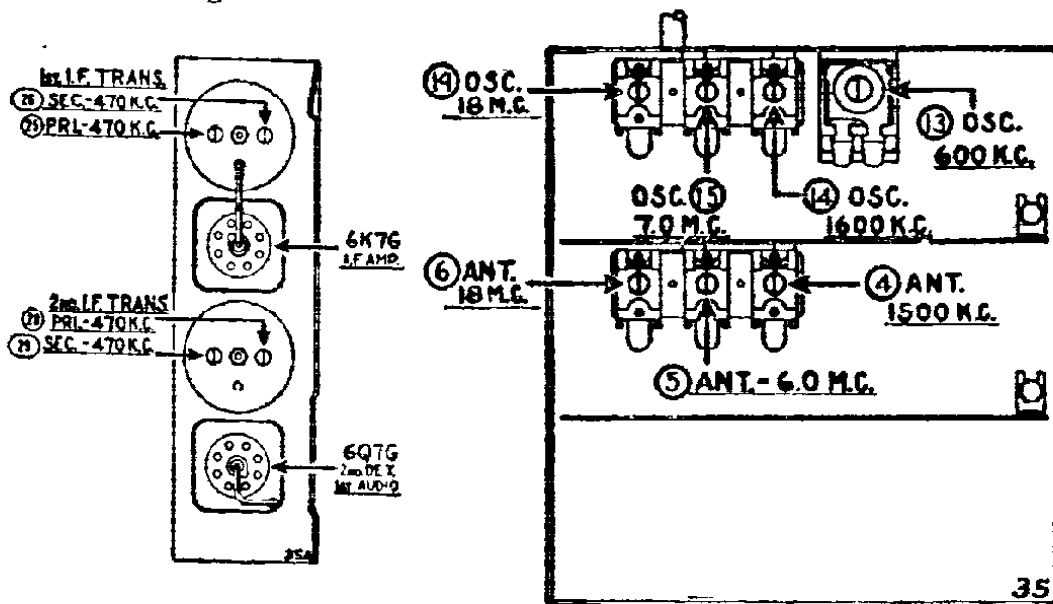 1st I.F. TRANS.
26 SEC.-470 K.C.
25 PRI.-470 K.C.
6K7G
I.F. AMP.
2ND. I.F. TRANS
28 PRI.-470 K.C.
29 SEC.-470 K.C.
6Q7G
2ND. DET.
1ST AUDIO
35A
14 OSC.
18 M.C.
13 OSC.
600 K.C.
OSC. 15
7.0 M.C.
14 OSC.
1600 K.C.
6 ANT.
18 M.C.
4 ANT.
1500 K.C.
5 ANT.- 6.0 M.C.
35